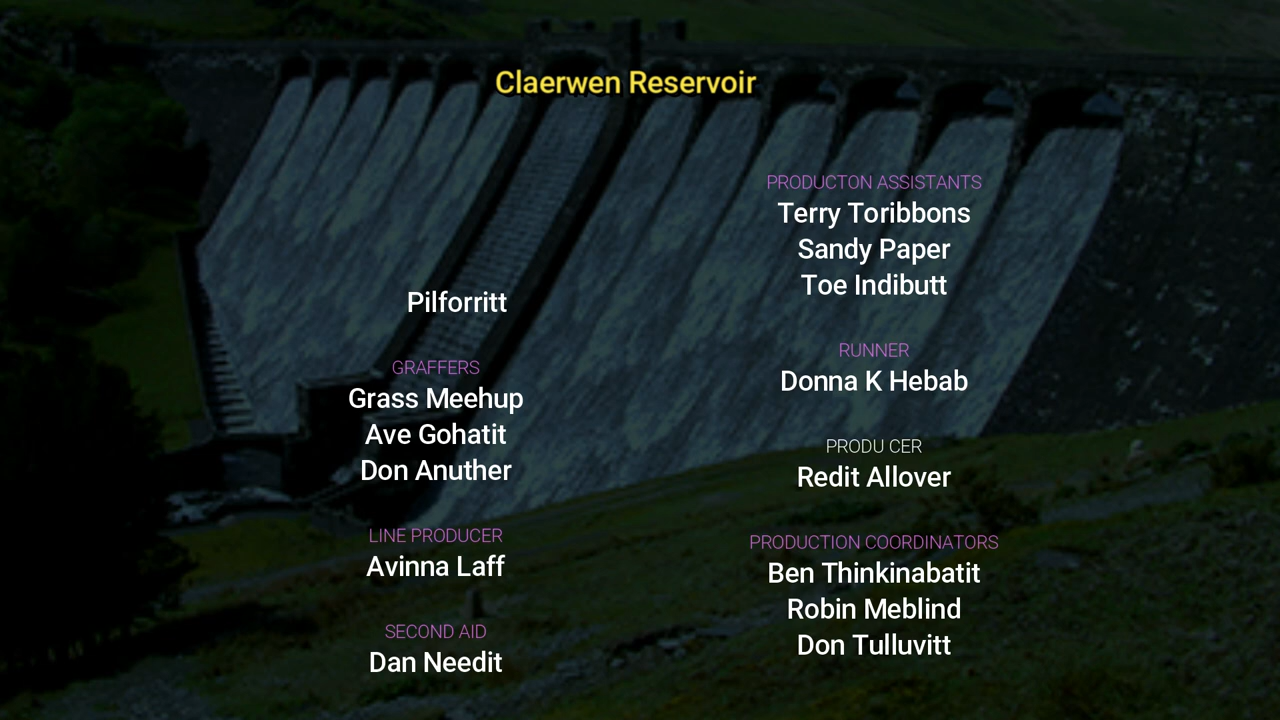 Claerwen Reservoir
Pilforritt
GRAFFERS
Grass Meehup
Ave Gohatit
Don Anuther
LINE PRODUCER
Avinna Laff
SECOND AID
Dan Needit
PRODUCTON ASSISTANTS
Terry Toribbons
Sandy Paper
Toe Indibutt
RUNNER
Donna K Hebab
PRODU CER
Redit Allover
PRODUCTION COORDINATORS
Ben Thinkinabatit
Robin Meblind
Don Tulluvitt